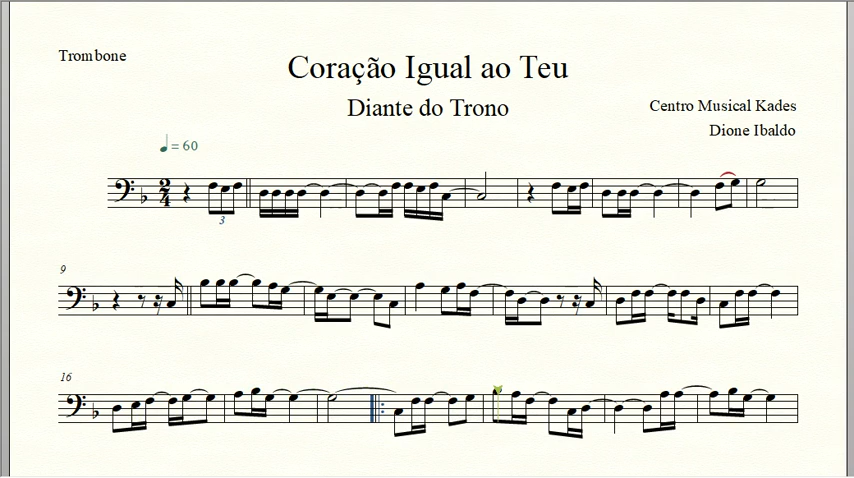 Trombone
Coração Igual ao Teu
Diante do Trono
Centro Musical Kades
Dione Ibaldo
= 60
2
4
3
9
16